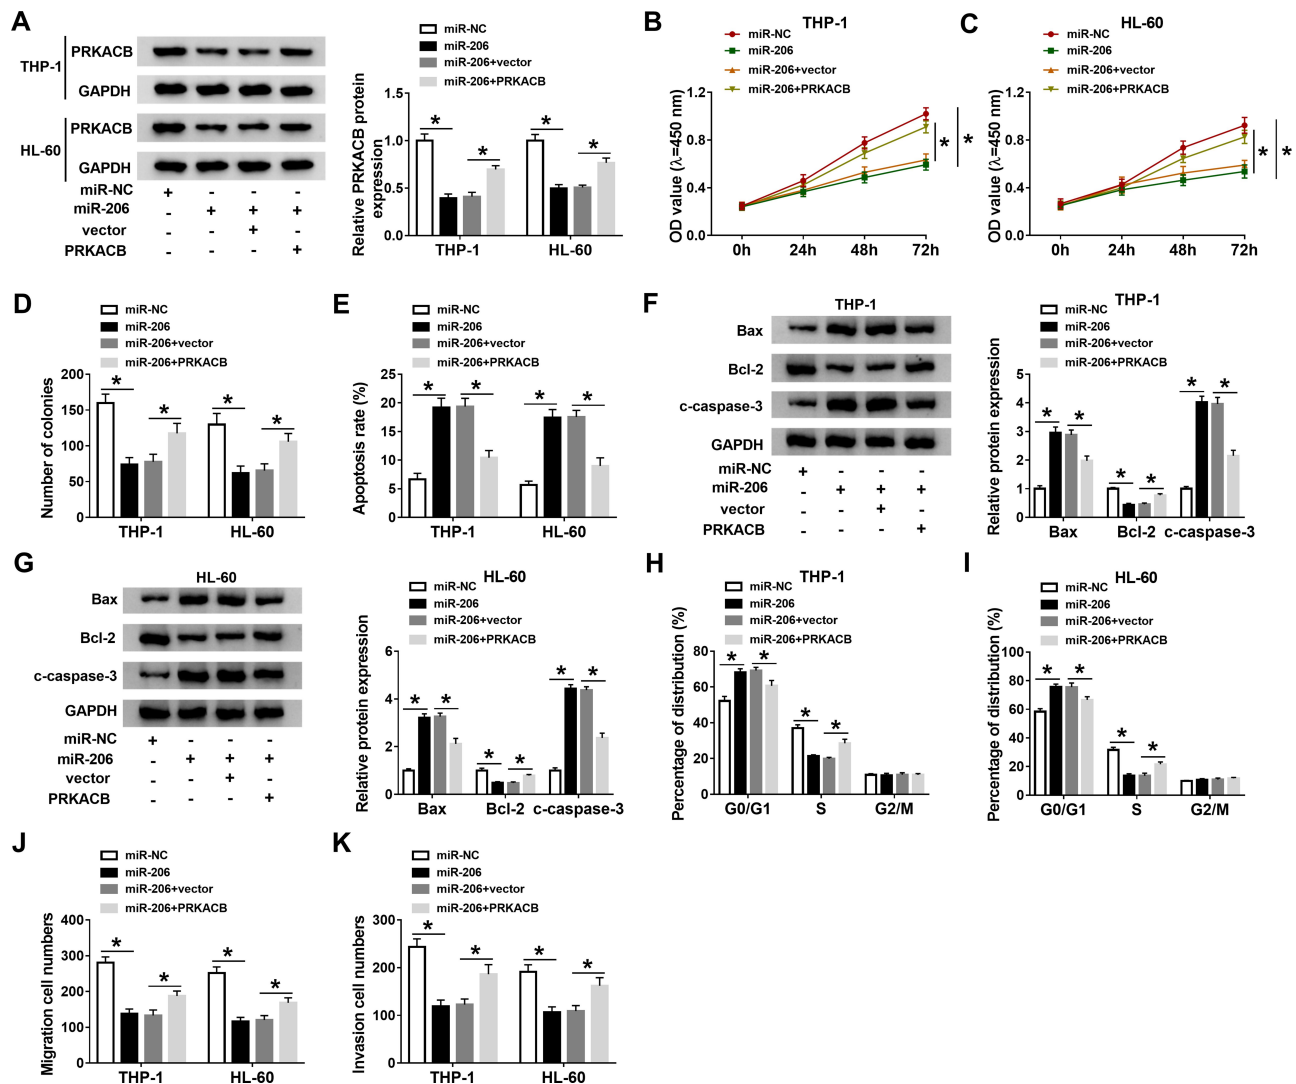 A
THP-1
PRKACB
GAPDH
HL-60
PRKACB
GAPDH
miR-NC + - - -
miR-206 - + + +
vector - - + -
PRKACB - - - +
miR-NC
miR-206
miR-206+vector
miR-206+PRKACB
Relative PRKACB protein
expression
1.5
1.0
0.5
0.0
* * * *
THP-1 HL-60
B
THP-1
miR-NC
miR-206
miR-206+vector
miR-206+PRKACB
OD value (λ=450 nm)
1.2
0.8
0.4
0.0
* *
0h 24h 48h 72h
C
HL-60
miR-NC
miR-206
miR-206+vector
miR-206+PRKACB
OD value (λ=450 nm)
1.2
0.8
0.4
0.0
* *
0h 24h 48h 72h
D
miR-NC
miR-206
miR-206+vector
miR-206+PRKACB
Number of colonies
200
150
100
50
0
* * * *
THP-1 HL-60
E
miR-NC
miR-206
miR-206+vector
miR-206+PRKACB
Apoptosis rate (%)
25
20
15
10
5
0
* * * *
THP-1 HL-60
F
THP-1
Bax
Bcl-2
c-caspase-3
GAPDH
miR-NC + - - -
miR-206 - + + +
vector - - + -
PRKACB - - - +
THP-1
miR-NC
miR-206
miR-206+vector
miR-206+PRKACB
Relative protein expression
5
4
3
2
1
0
* * * * * *
Bax Bcl-2 c-caspase-3
G
HL-60
Bax
Bcl-2
c-caspase-3
GAPDH
miR-NC + - - -
miR-206 - + + +
vector - - + -
PRKACB - - - +
HL-60
miR-NC
miR-206
miR-206+vector
miR-206+PRKACB
Relative protein expression
6
4
2
0
* * * * * *
Bax Bcl-2 c-caspase-3
H
THP-1
miR-NC
miR-206
miR-206+vector
miR-206+PRKACB
Percentage of distribution (%)
80
60
40
20
0
* * * *
G0/G1 S G2/M
I
HL-60
miR-NC
miR-206
miR-206+vector
miR-206+PRKACB
Percentage of distribution (%)
100
80
60
40
20
0
* * * *
G0/G1 S G2/M
J
miR-NC
miR-206
miR-206+vector
miR-206+PRKACB
Migration cell numbers
400
300
200
100
0
* * * *
THP-1 HL-60
K
miR-NC
miR-206
miR-206+vector
miR-206+PRKACB
Invasion cell numbers
300
200
100
0
* * * *
THP-1 HL-60